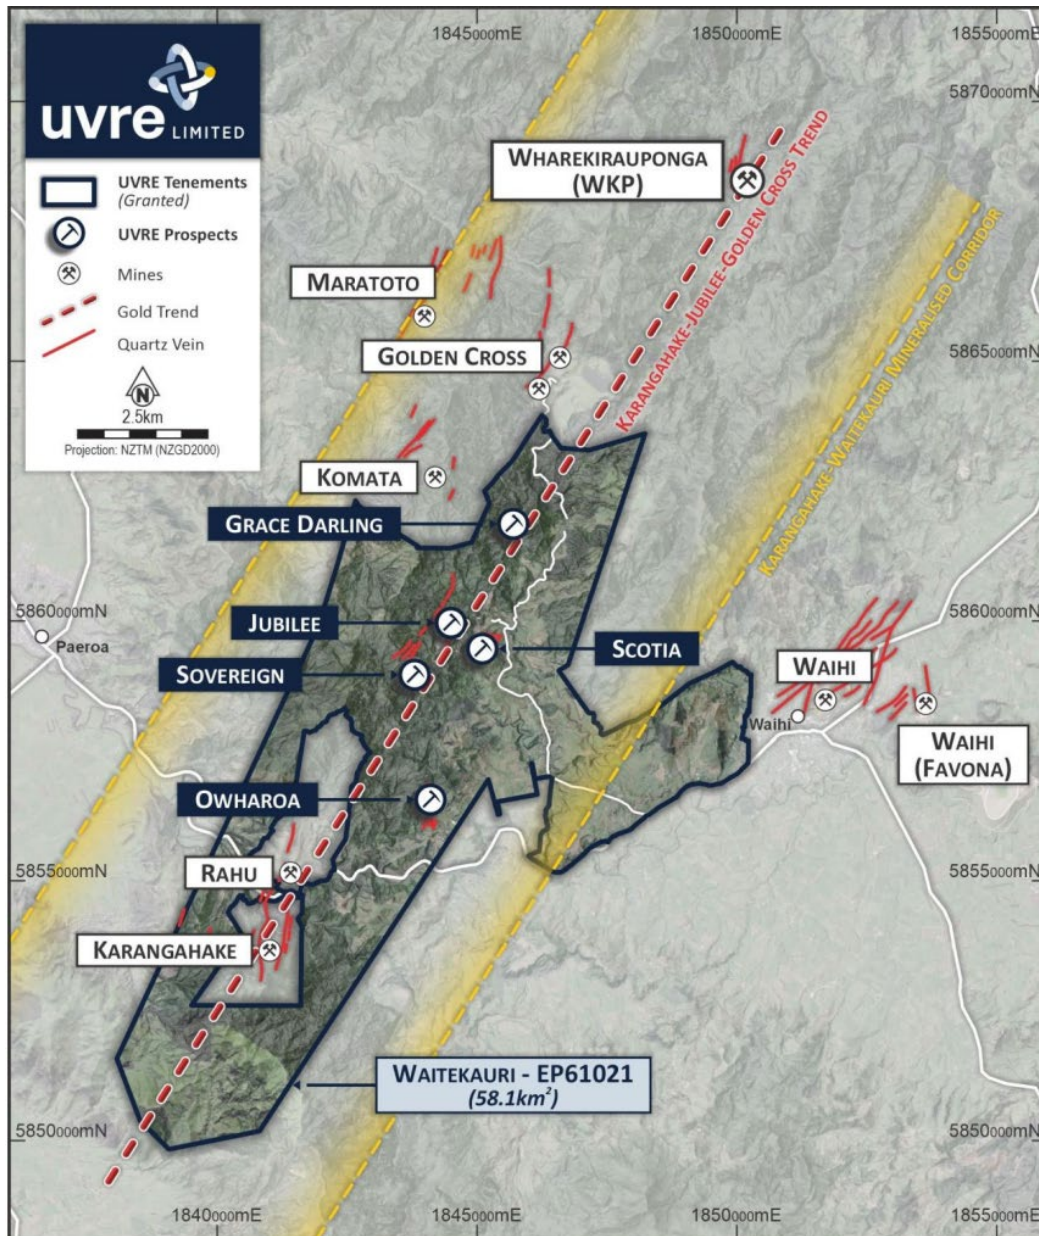 1845000mE
1850000mE
1855000mE
uvre LIMITED
UVRE Tenements
(Granted)
UVRE Prospects
Mines
Gold Trend
Quartz Vein
N
2.5km
Projection: NZTM (NZGD2000)
5870000mN
WHAREKIRAUPONGA
(WKP)
KARANGAHAKE-JUBILEE-GOLDEN CROSS TREND
KARANGAHAKE-WAITEKAURI MINERALISED CORRIDOR
MARATOTO
GOLDEN CROSS
5865000mN
KOMATA
GRACE DARLING
5860000mN
5860000mN
Paeroa
JUBILEE
SCOTIA
SOVEREIGN
WAIHI
Waihi
WAIHI
(FAVONA)
OWHAROA
RAHU
5855000mN
5855000mN
KARANGAHAKE
WAITEKAURI - EP61021
(58.1km²)
5850000mN
5850000mN
1840000mE
1845000mE
1850000mE
1855000mE